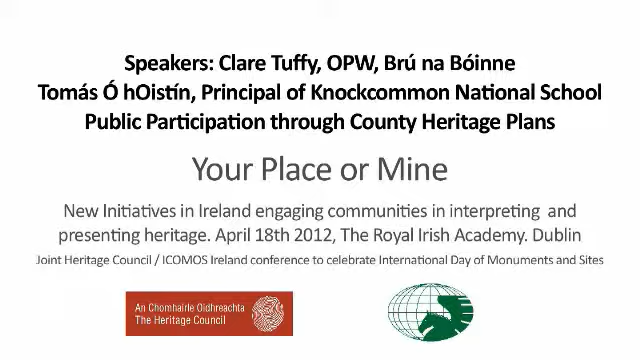 Speakers: Clare Tuffy, OPW, Brú na Bóinne
Tomás Ó hOistín, Principal of Knockcommon National School
Public Participation through County Heritage Plans
Your Place or Mine
New Initiatives in Ireland engaging communities in interpreting and
presenting heritage. April 18th 2012, The Royal Irish Academy. Dublin
Joint Heritage Council / ICOMOS Ireland conference to celebrate International Day of Monuments and Sites
An Chomhairle Oidhreachta
The Heritage Council